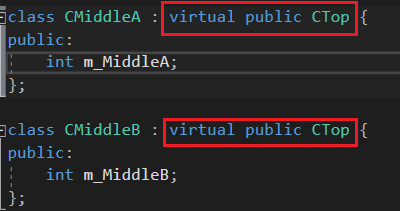 class CMiddleA : virtual public CTop {
public:
    int m_MiddleA;
};
class CMiddleB : virtual public CTop {
public:
    int m_MiddleB;
};